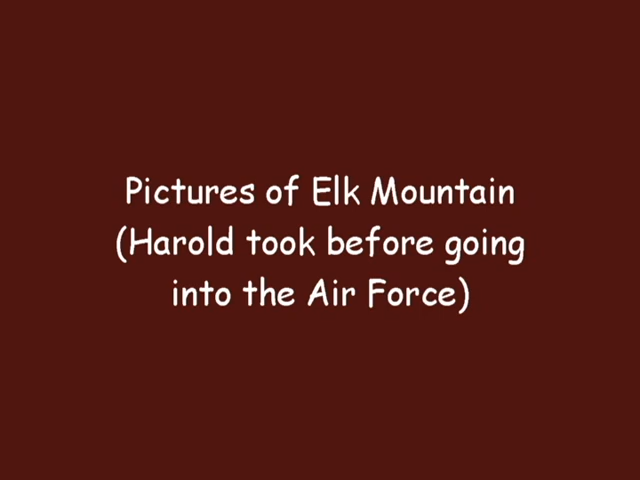 Pictures of Elk Mountain
(Harold took before going
into the Air Force)